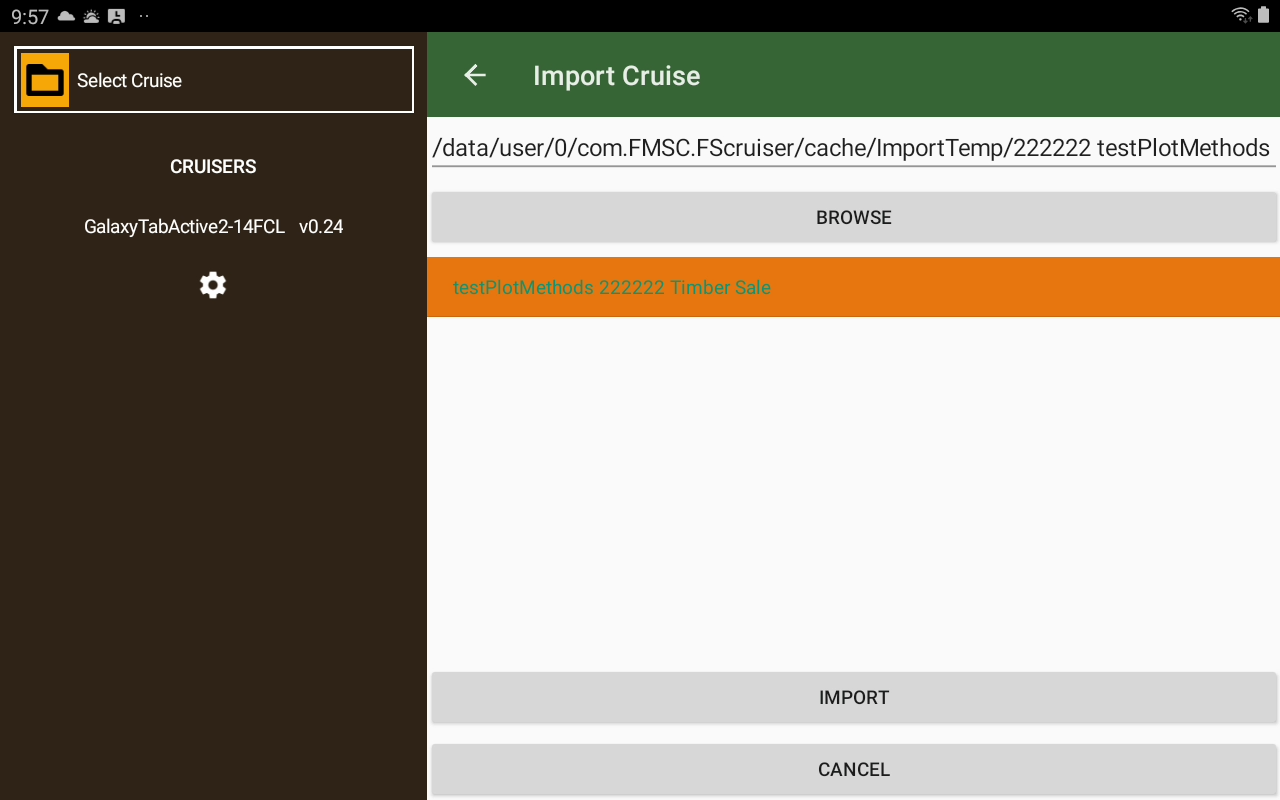 9:57
Select Cruise
CRUISERS
GalaxyTabActive2-14FCL v0.24
Import Cruise
/data/user/0/com.FMSC.FScruiser/cache/ImportTemp/222222 testPlotMethods
BROWSE
testPlotMethods 222222 Timber Sale
IMPORT
CANCEL